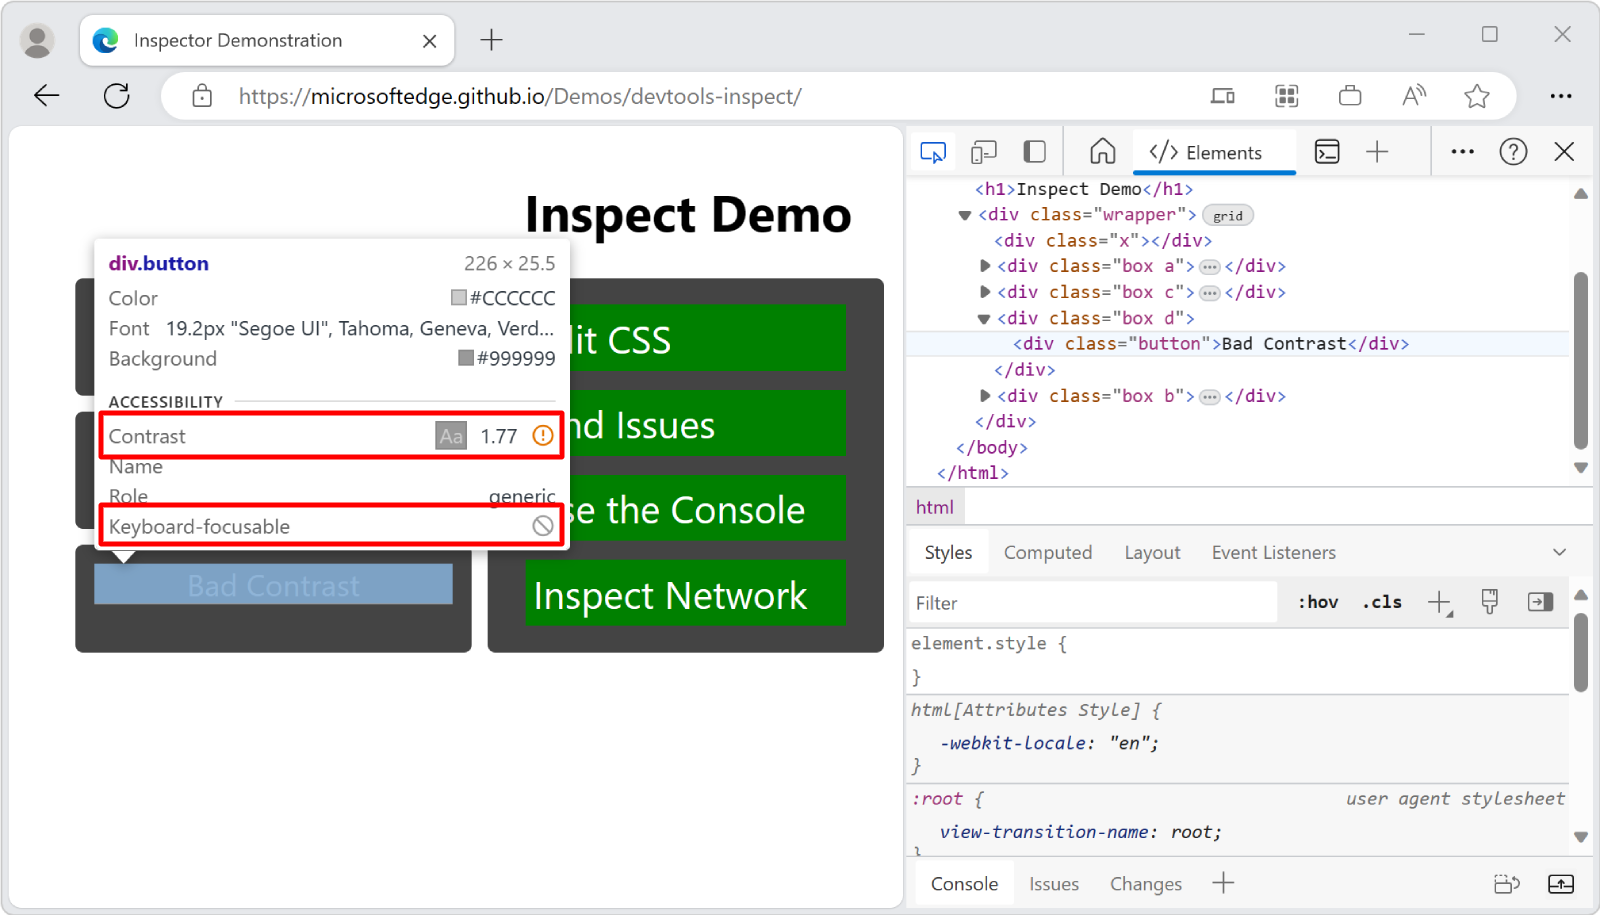 Inspector Demonstration
https://microsoftedge.github.io/Demos/devtools-inspect/
Inspect Demo
div.button 226 × 25.5
Color #CCCCCC
Font 19.2px "Segoe UI", Tahoma, Geneva, Verd...
Background #999999
ACCESSIBILITY
Contrast Aa 1.77
Name
Role generic
Keyboard-focusable
Bad Contrast
it CSS
nd Issues
se the Console
Inspect Network
</> Elements
<h1>Inspect Demo</h1>
<div class="wrapper"> grid
<div class="x"></div>
<div class="box a"> ... </div>
<div class="box c"> ... </div>
<div class="box d">
<div class="button">Bad Contrast</div>
</div>
<div class="box b"> ... </div>
</div>
</body>
</html>
html
Styles Computed Layout Event Listeners
Filter :hov .cls
element.style {
}
html[Attributes Style] {
-webkit-locale: "en";
}
:root { user agent stylesheet
view-transition-name: root;
}
Console Issues Changes